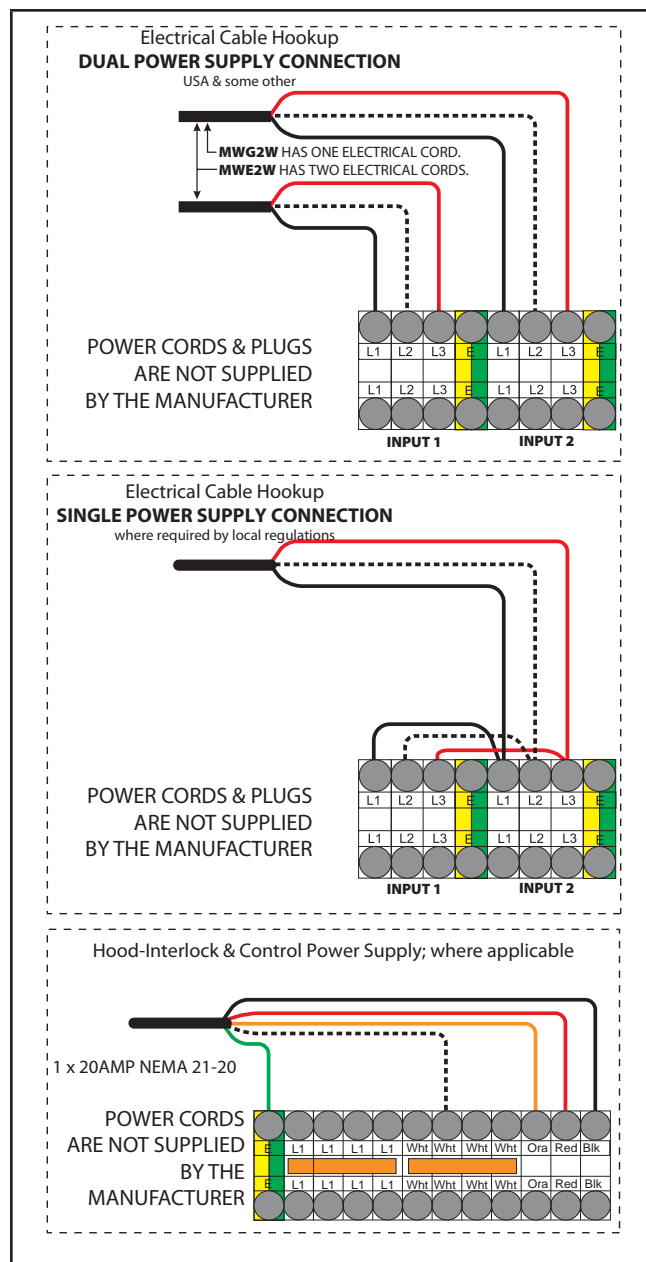 Electrical Cable Hookup
DUAL POWER SUPPLY CONNECTION
USA & some other
MWG2W HAS ONE ELECTRICAL CORD.
MWE2W HAS TWO ELECTRICAL CORDS.
POWER CORDS & PLUGS
ARE NOT SUPPLIED
BY THE MANUFACTURER
L1 L2 L3 E L1 L2 L3 E
L1 L2 L3 E L1 L2 L3 E
INPUT 1 INPUT 2
Electrical Cable Hookup
SINGLE POWER SUPPLY CONNECTION
where required by local regulations
POWER CORDS & PLUGS
ARE NOT SUPPLIED
BY THE MANUFACTURER
L1 L2 L3 E L1 L2 L3 E
L1 L2 L3 E L1 L2 L3 E
INPUT 1 INPUT 2
Hood-Interlock & Control Power Supply; where applicable
1 x 20AMP NEMA 21-20
POWER CORDS
ARE NOT SUPPLIED
BY THE
MANUFACTURER
E L1 L1 L1 L1 Wht Wht Wht Wht Ora Red Blk
E L1 L1 L1 L1 Wht Wht Wht Wht Ora Red Blk